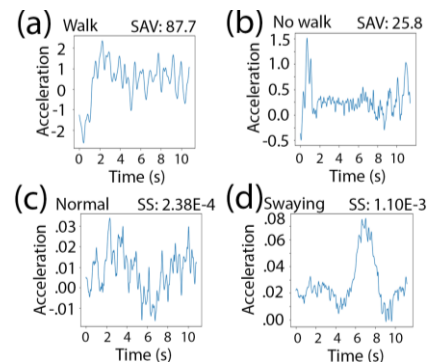 (a) Walk SAV: 87.7
Acceleration
2
1
0
-1
-2
0 2 4 6 8 10
Time (s)
(b) No walk SAV: 25.8
Acceleration
1.5
1.0
0.5
0.0
-0.5
0 2 4 6 8 10
Time (s)
(c) Normal SS: 2.38E-4
Acceleration
.03
.02
.01
.00
-.01
0 2 4 6 8 10
Time (s)
(d) Swaying SS: 1.10E-3
Acceleration
.08
.06
.04
.02
.00
0 2 4 6 8 10
Time (s)